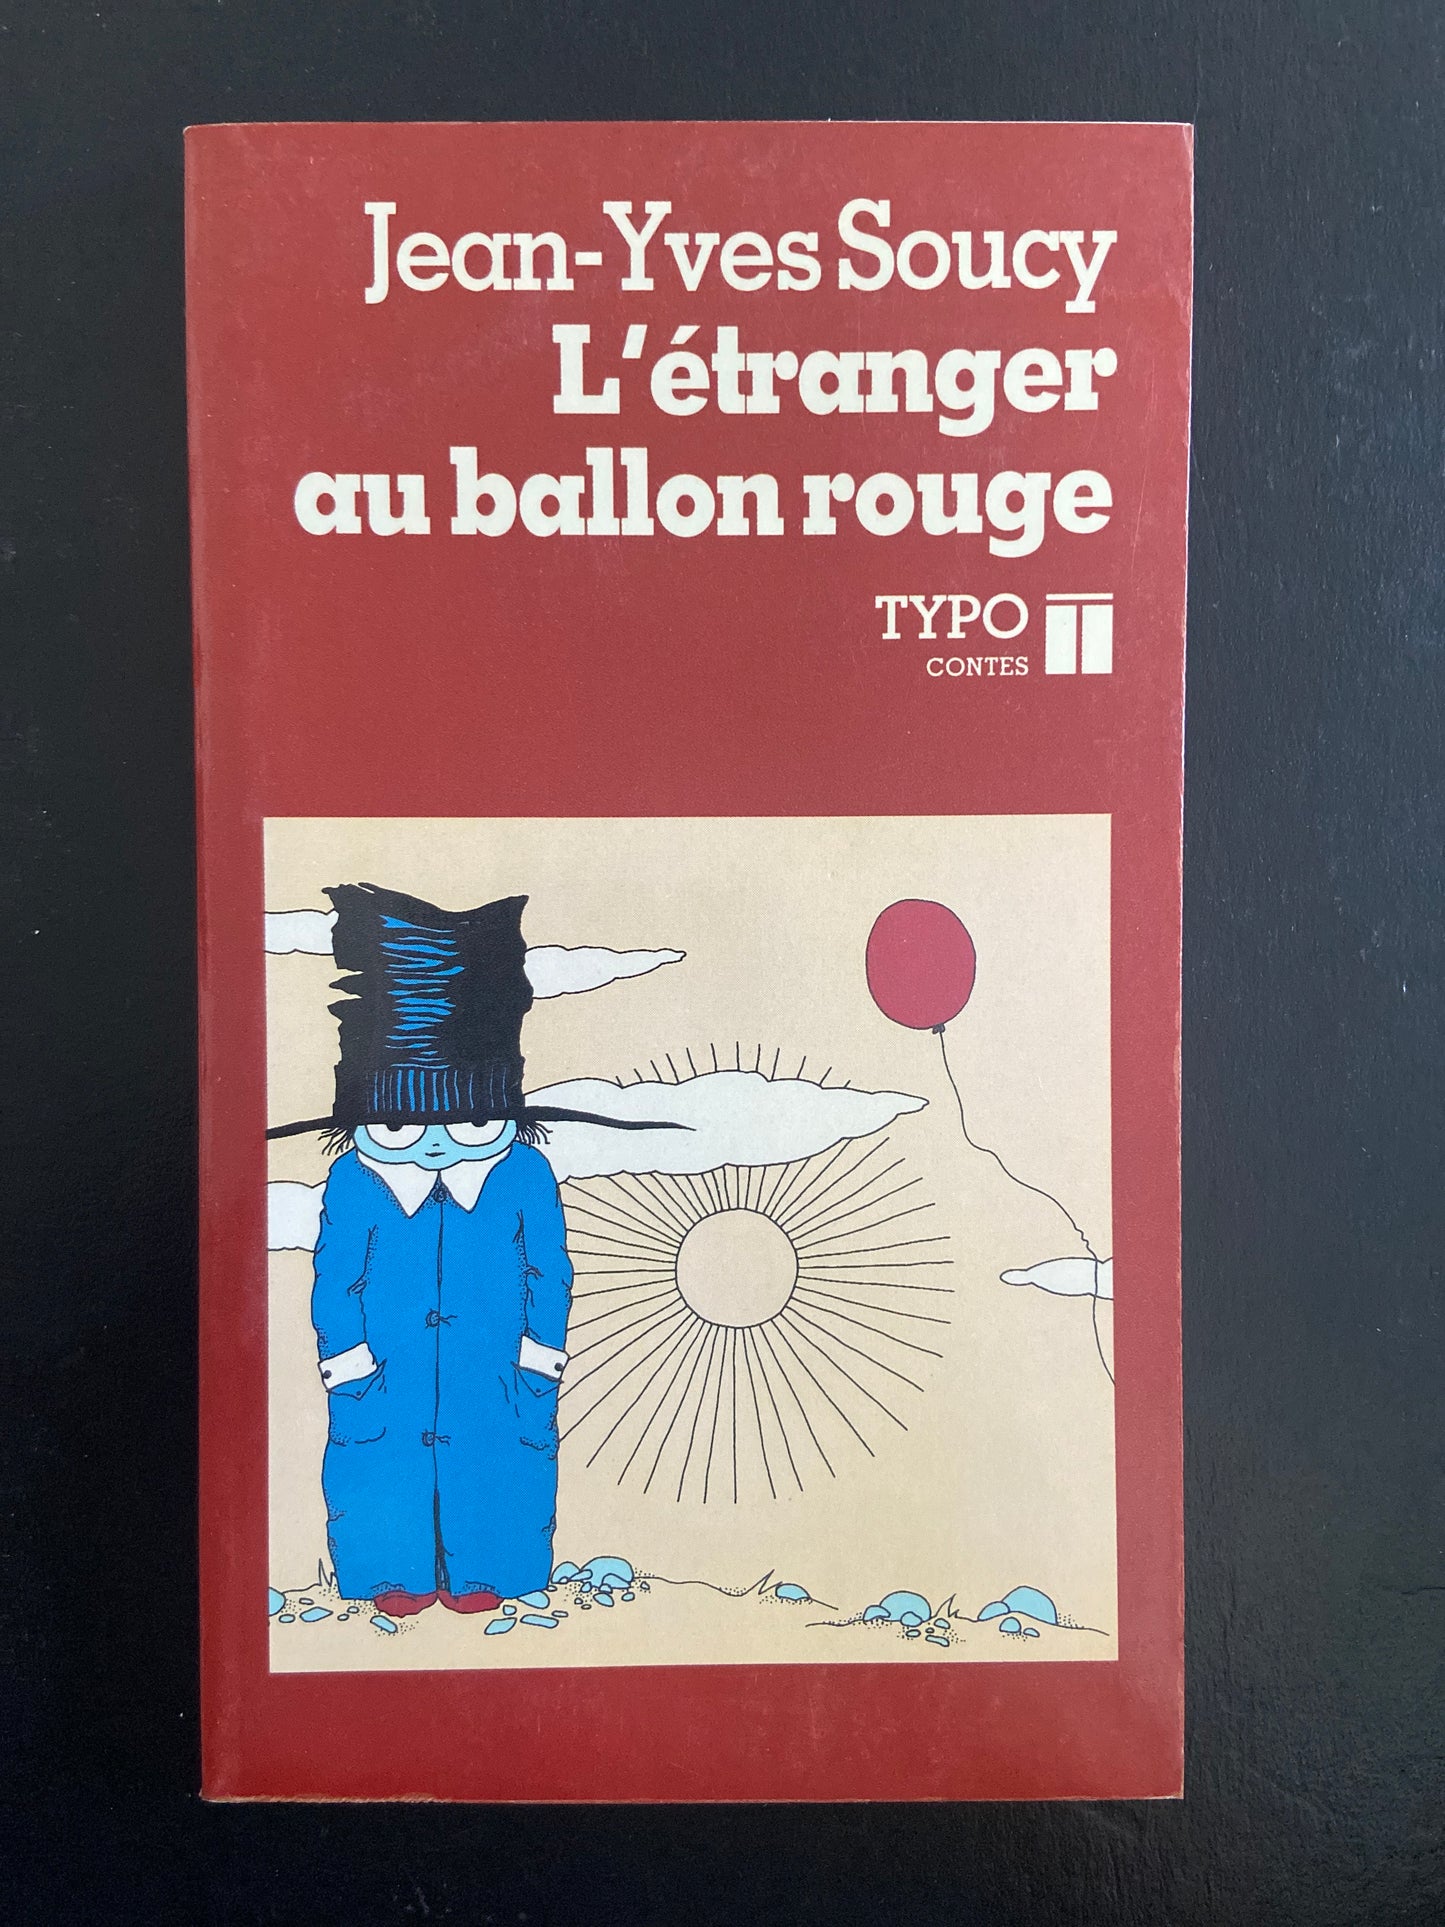 Jean-Yves Soucy
L'étranger
au ballon rouge
TYPO
CONTES